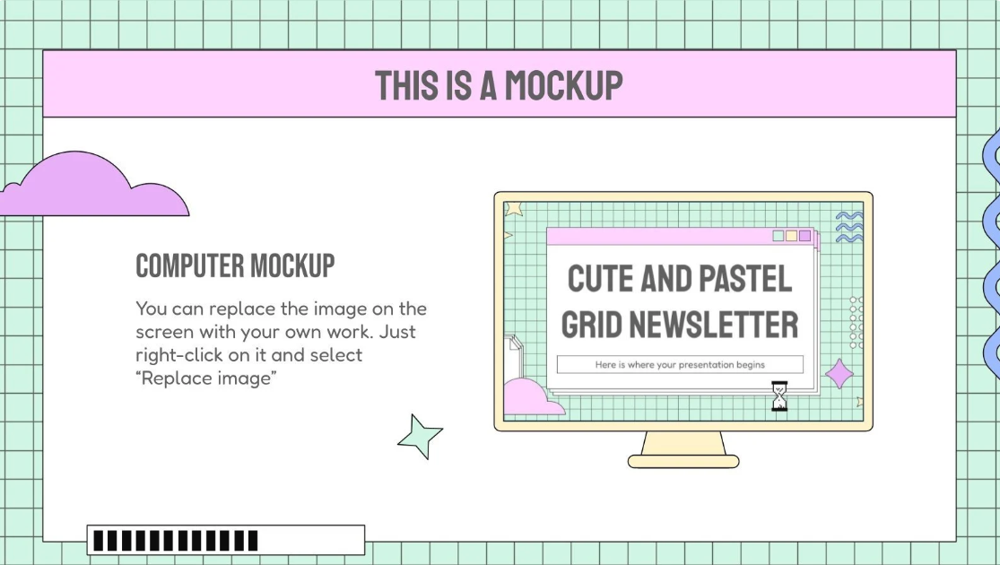 THIS IS A MOCKUP
COMPUTER MOCKUP
You can replace the image on the
screen with your own work. Just
right-click on it and select
“Replace image”
CUTE AND PASTEL
GRID NEWSLETTER
Here is where your presentation begins